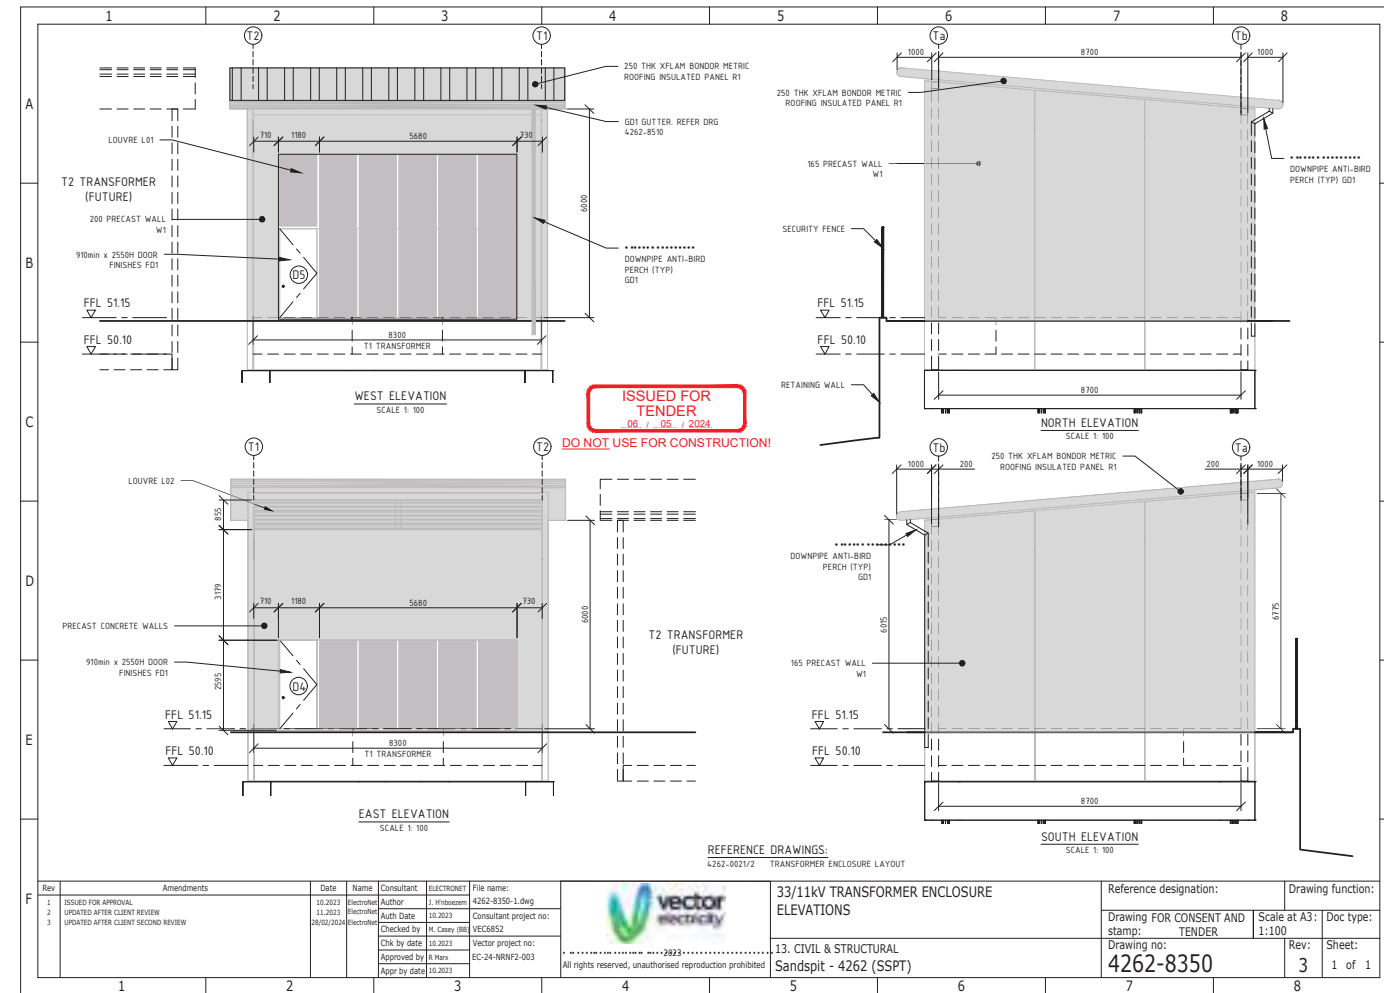 1 2 3 4 5 6 7 8
A
B
C
D
E
F
T2 T1
250 THK XFLAM BONDOR METRIC
ROOFING INSULATED PANEL R1
GD1 GUTTER. REFER DRG
4262-8510
710 1180 5680 730
LOUVRE L01
T2 TRANSFORMER
(FUTURE)
200 PRECAST WALL
W1
910min x 2550H DOOR
FINISHES FD1
D5
6000
DOWNPIPE ANTI-BIRD
PERCH (TYP)
GD1
FFL 51.15
FFL 50.10
8300
T1 TRANSFORMER
WEST ELEVATION
SCALE 1: 100
Ta Tb
1000 8700 1000
250 THK XFLAM BONDOR METRIC
ROOFING INSULATED PANEL R1
165 PRECAST WALL
W1
DOWNPIPE ANTI-BIRD
PERCH (TYP) GD1
SECURITY FENCE
FFL 51.15
FFL 50.10
RETAINING WALL
8700
NORTH ELEVATION
SCALE 1: 100
ISSUED FOR
TENDER
06 / 05 / 2024
DO NOT USE FOR CONSTRUCTION!
T1 T2
LOUVRE L02
855
3179
2595
710 1180 5680 730
PRECAST CONCRETE WALLS
910min x 2550H DOOR
FINISHES FD1
D4
6000
T2 TRANSFORMER
(FUTURE)
FFL 51.15
FFL 50.10
8300
T1 TRANSFORMER
EAST ELEVATION
SCALE 1: 100
Tb Ta
250 THK XFLAM BONDOR METRIC
ROOFING INSULATED PANEL R1
1000 200 200 1000
DOWNPIPE ANTI-BIRD
PERCH (TYP)
GD1
6015
6775
165 PRECAST WALL
W1
FFL 51.15
FFL 50.10
8700
SOUTH ELEVATION
SCALE 1: 100
REFERENCE DRAWINGS:
4262-0021/2 TRANSFORMER ENCLOSURE LAYOUT
Rev Amendments Date Name
1 ISSUED FOR APPROVAL 10.2023 ElectroNet
2 UPDATED AFTER CLIENT REVIEW 11.2023 ElectroNet
3 UPDATED AFTER CLIENT SECOND REVIEW 28/02/2024 ElectroNet
Consultant ELECTRONET
Author J. H'nboezem
Auth Date 10.2023
Checked by M. Casey (BB)
Chk by date 10.2023
Approved by R Marx
Appr by date 10.2023
File name:
4262-8350-1.dwg
Consultant project no:
VEC6852
Vector project no:
EC-24-NRNF2-003
vector
electricity
2023
All rights reserved, unauthorised reproduction prohibited
33/11kV TRANSFORMER ENCLOSURE
ELEVATIONS
13. CIVIL & STRUCTURAL
Sandspit - 4262 (SSPT)
Reference designation: Drawing function:
Drawing stamp: FOR CONSENT AND TENDER
Scale at A3:
1:100
Doc type:
Drawing no:
4262-8350
Rev:
3
Sheet:
1 of 1
1 2 3 4 5 6 7 8